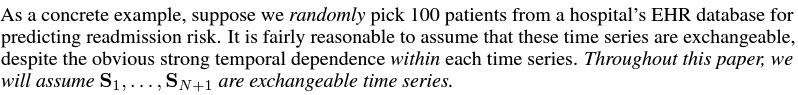 As a concrete example, suppose we randomly pick 100 patients from a hospital's EHR database for
predicting readmission risk. It is fairly reasonable to assume that these time series are exchangeable,
despite the obvious strong temporal dependence within each time series. Throughout this paper, we
will assume S₁, . . . , S_{N+1} are exchangeable time series.